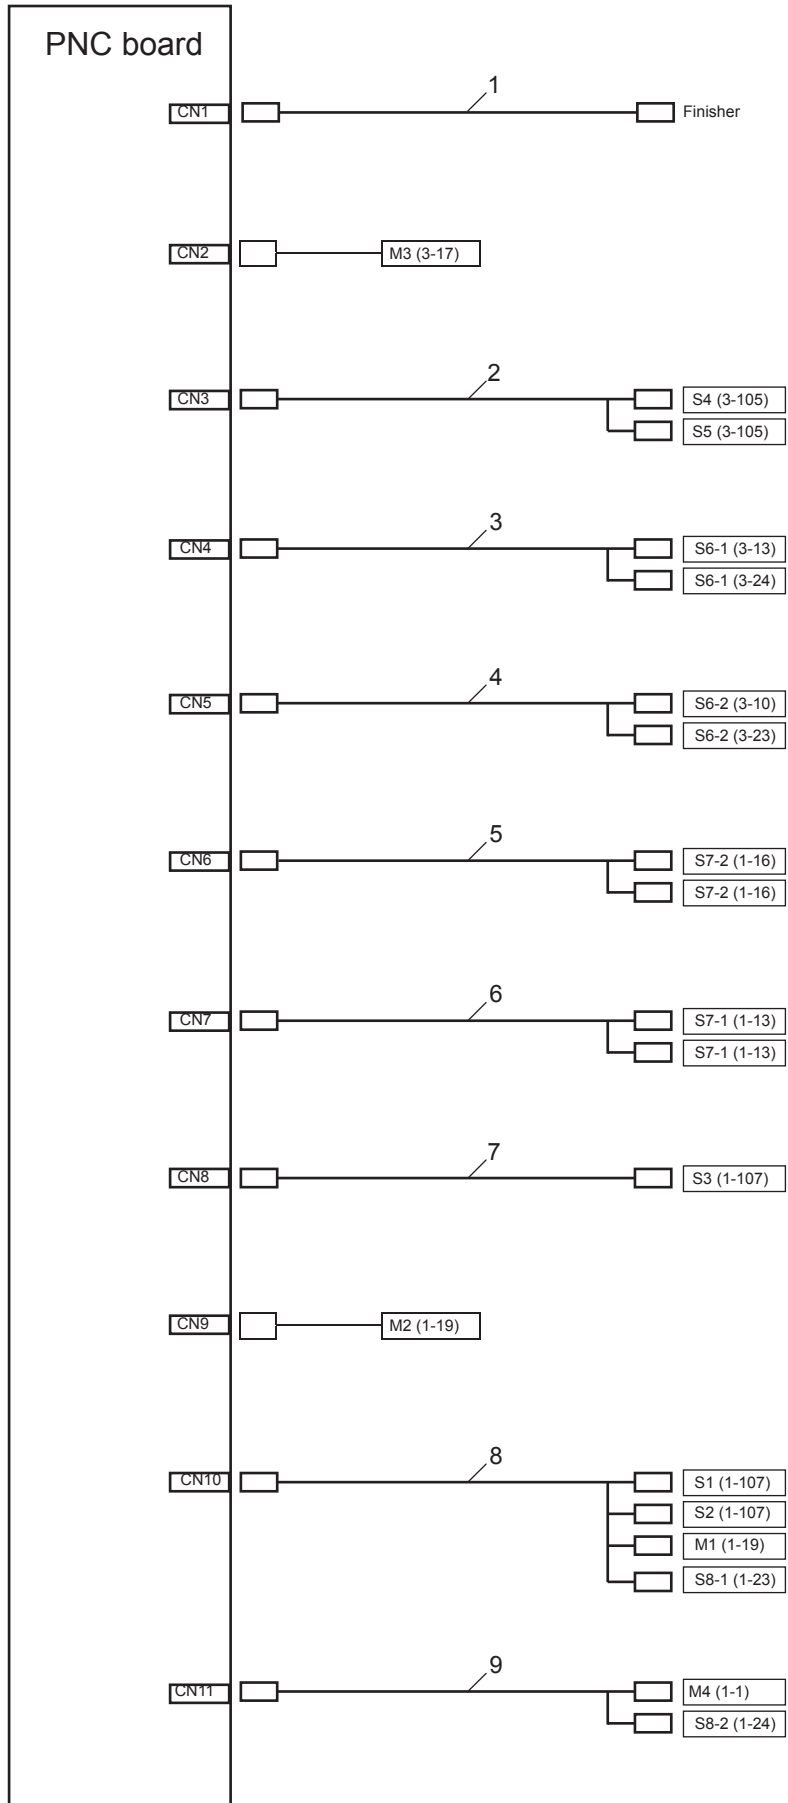 PNC board
1
CN1
Finisher
CN2
M3 (3-17)
2
CN3
S4 (3-105)
S5 (3-105)
3
CN4
S6-1 (3-13)
S6-1 (3-24)
4
CN5
S6-2 (3-10)
S6-2 (3-23)
5
CN6
S7-2 (1-16)
S7-2 (1-16)
6
CN7
S7-1 (1-13)
S7-1 (1-13)
7
CN8
S3 (1-107)
CN9
M2 (1-19)
8
CN10
S1 (1-107)
S2 (1-107)
M1 (1-19)
S8-1 (1-23)
9
CN11
M4 (1-1)
S8-2 (1-24)